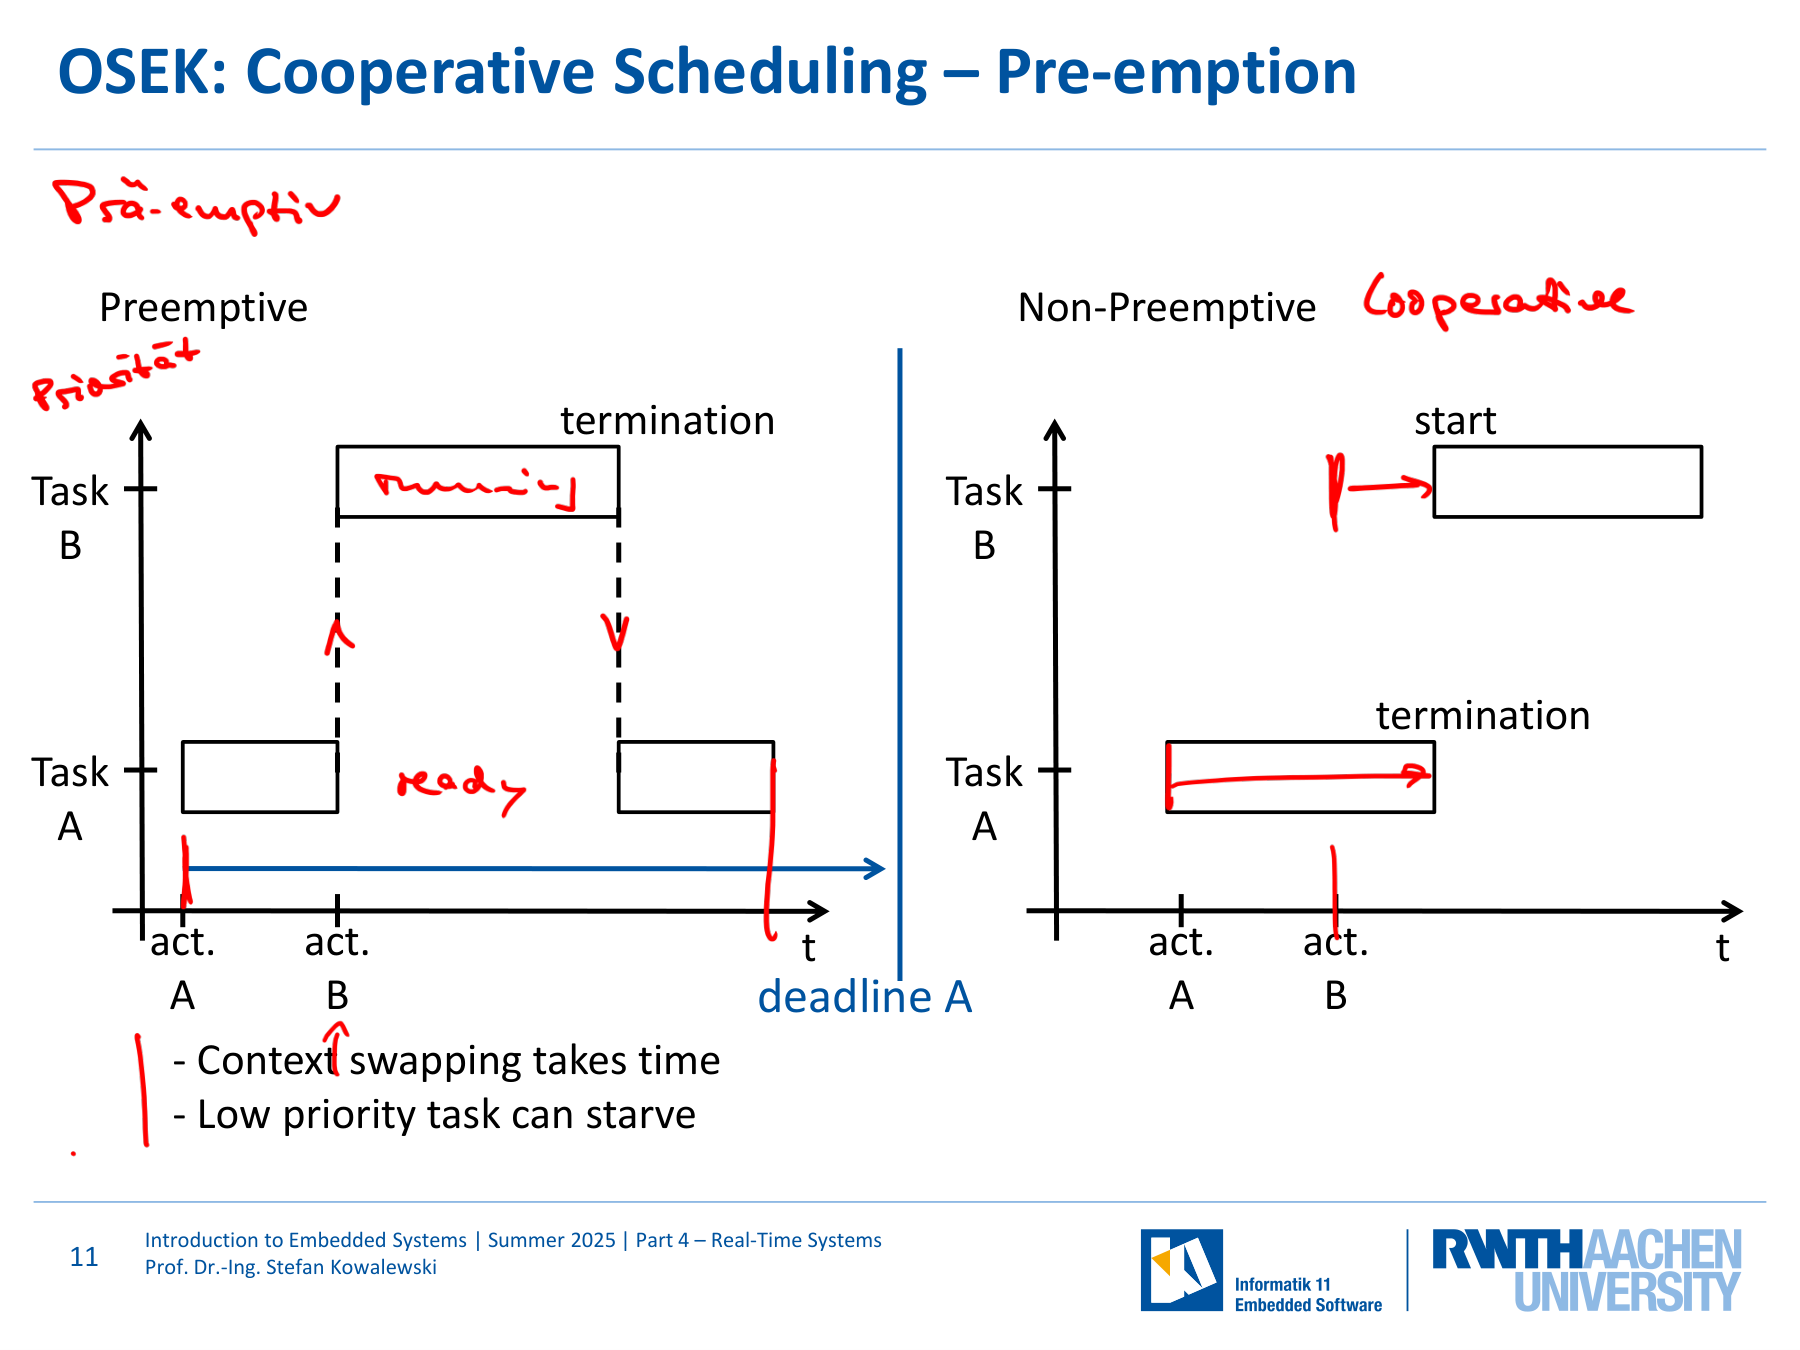 OSEK: Cooperative Scheduling – Pre-emption
Prä-emptiv
Preemptive
Priorität
termination
Task
B
running
Task
A
ready
act.
A
act.
B
t
deadline A
- Context swapping takes time
- Low priority task can starve
Non-Preemptive Cooperative
start
Task
B
termination
Task
A
act.
A
act.
B
t
11
Introduction to Embedded Systems | Summer 2025 | Part 4 – Real-Time Systems
Prof. Dr.-Ing. Stefan Kowalewski
Informatik 11
Embedded Software
RWTHAACHEN
UNIVERSITY